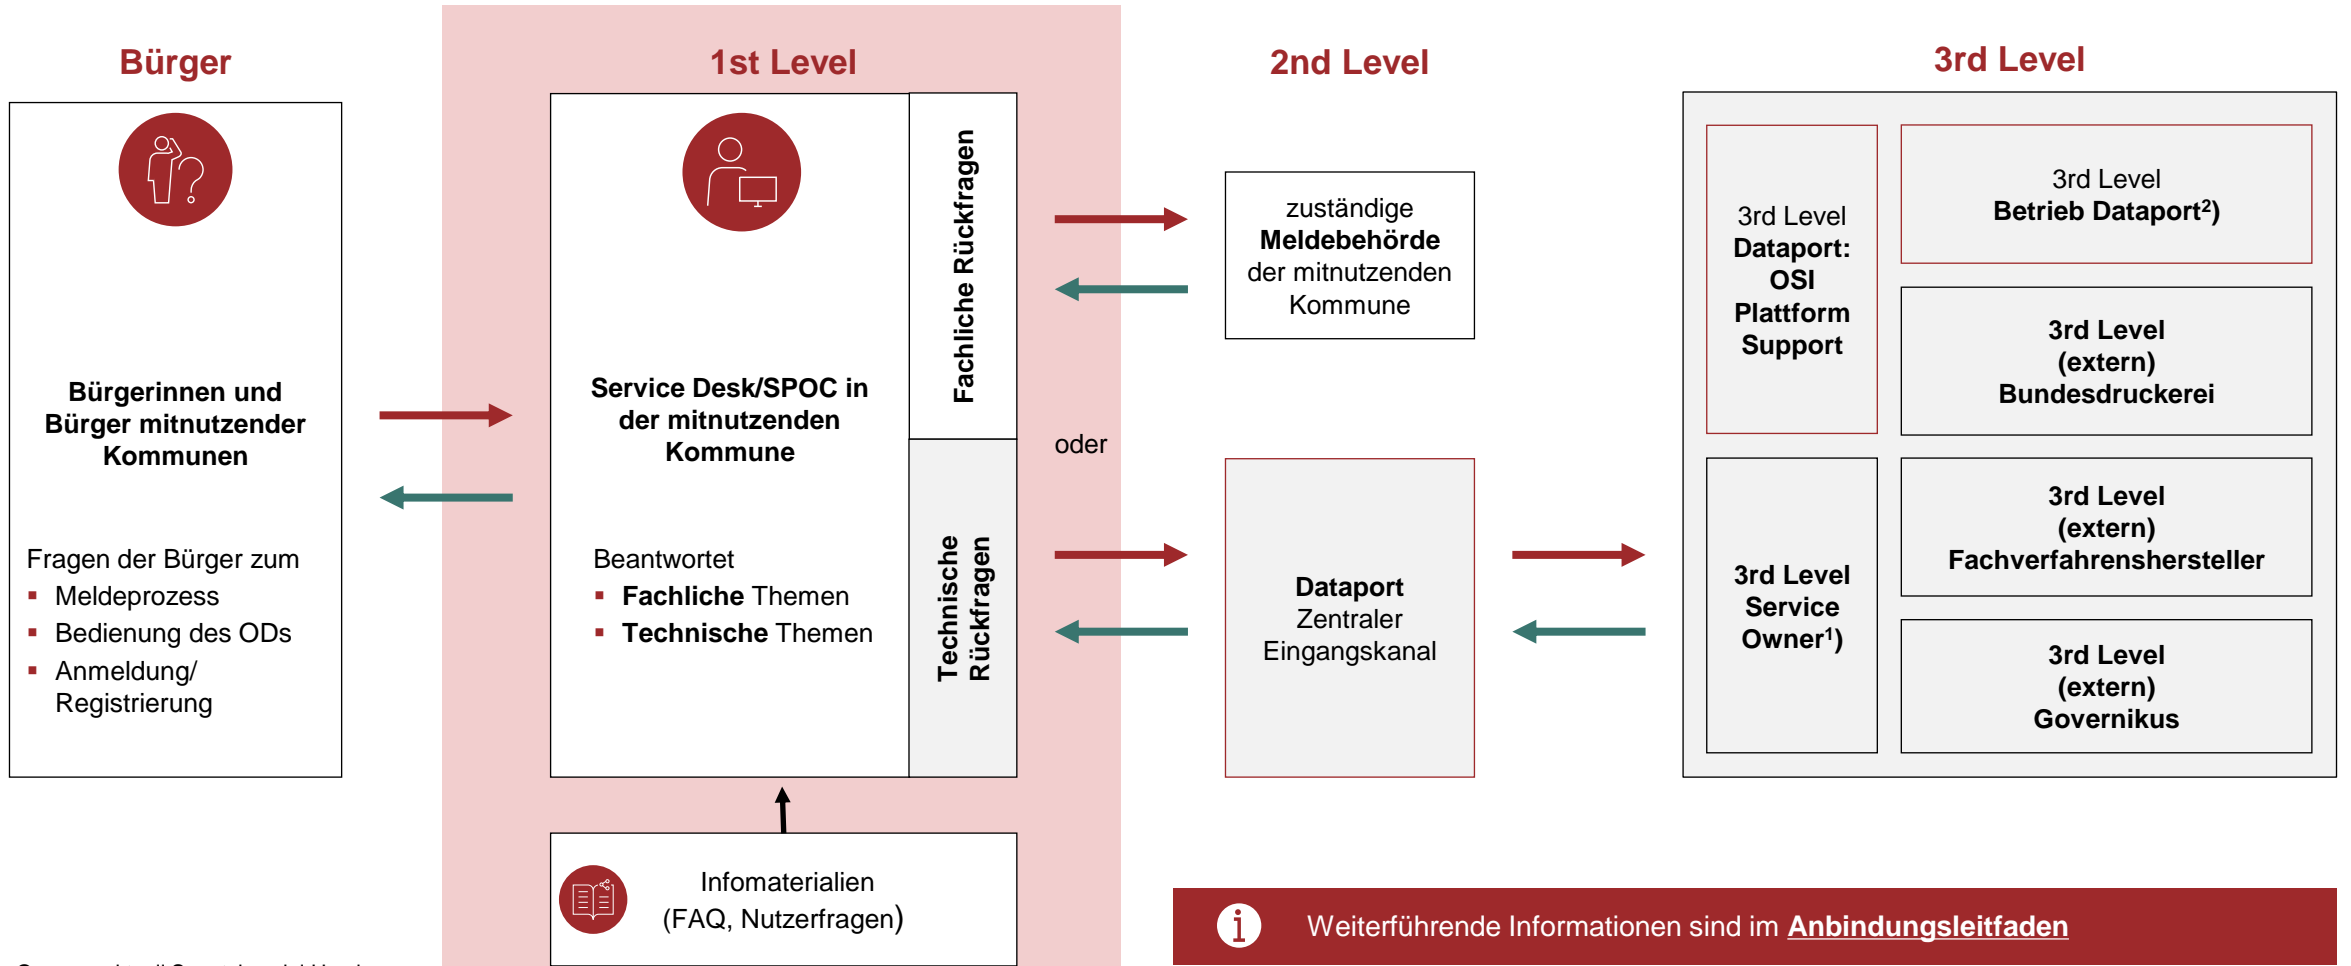 Bürger
1st Level
2nd Level
3rd Level
Bürgerinnen und
Bürger mitnutzender
Kommunen
Fragen der Bürger zum
▪ Meldeprozess
▪ Bedienung des ODs
▪ Anmeldung/
Registrierung
Service Desk/SPOC in
der mitnutzenden
Kommune
Beantwortet
▪ Fachliche Themen
▪ Technische Themen
Fachliche Rückfragen
Technische
Rückfragen
Infomaterialien
(FAQ, Nutzerfragen)
oder
zuständige
Meldebehörde
der mitnutzenden
Kommune
Dataport
Zentraler
Eingangskanal
3rd Level
Dataport:
OSI
Plattform
Support
3rd Level
Service
Owner¹)
3rd Level
Betrieb Dataport²)
3rd Level
(extern)
Bundesdruckerei
3rd Level
(extern)
Fachverfahrenshersteller
3rd Level
(extern)
Governikus
i Weiterführende Informationen sind im Anbindungsleitfaden